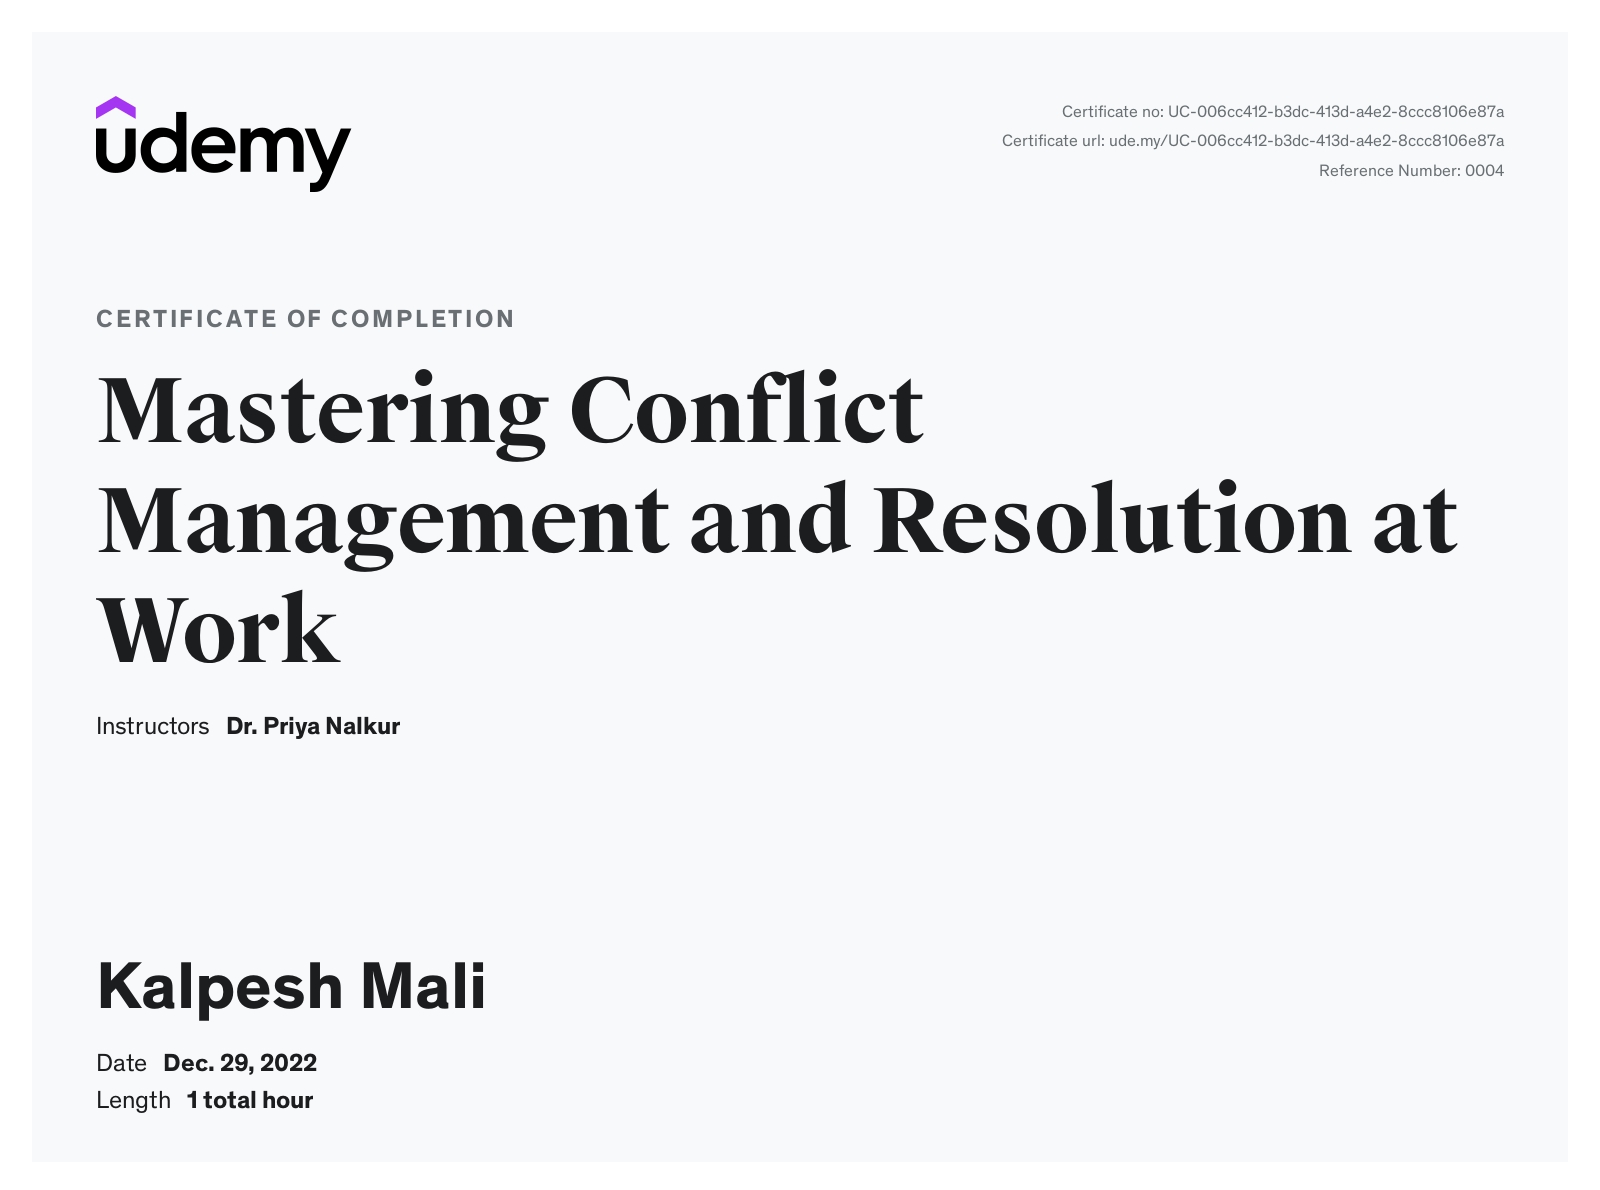 udemy
Certificate no: UC-006cc412-b3dc-413d-a4e2-8ccc8106e87a
Certificate url: ude.my/UC-006cc412-b3dc-413d-a4e2-8ccc8106e87a
Reference Number: 0004
CERTIFICATE OF COMPLETION
Mastering Conflict
Management and Resolution at
Work
Instructors Dr. Priya Nalkur
Kalpesh Mali
Date Dec. 29, 2022
Length 1 total hour